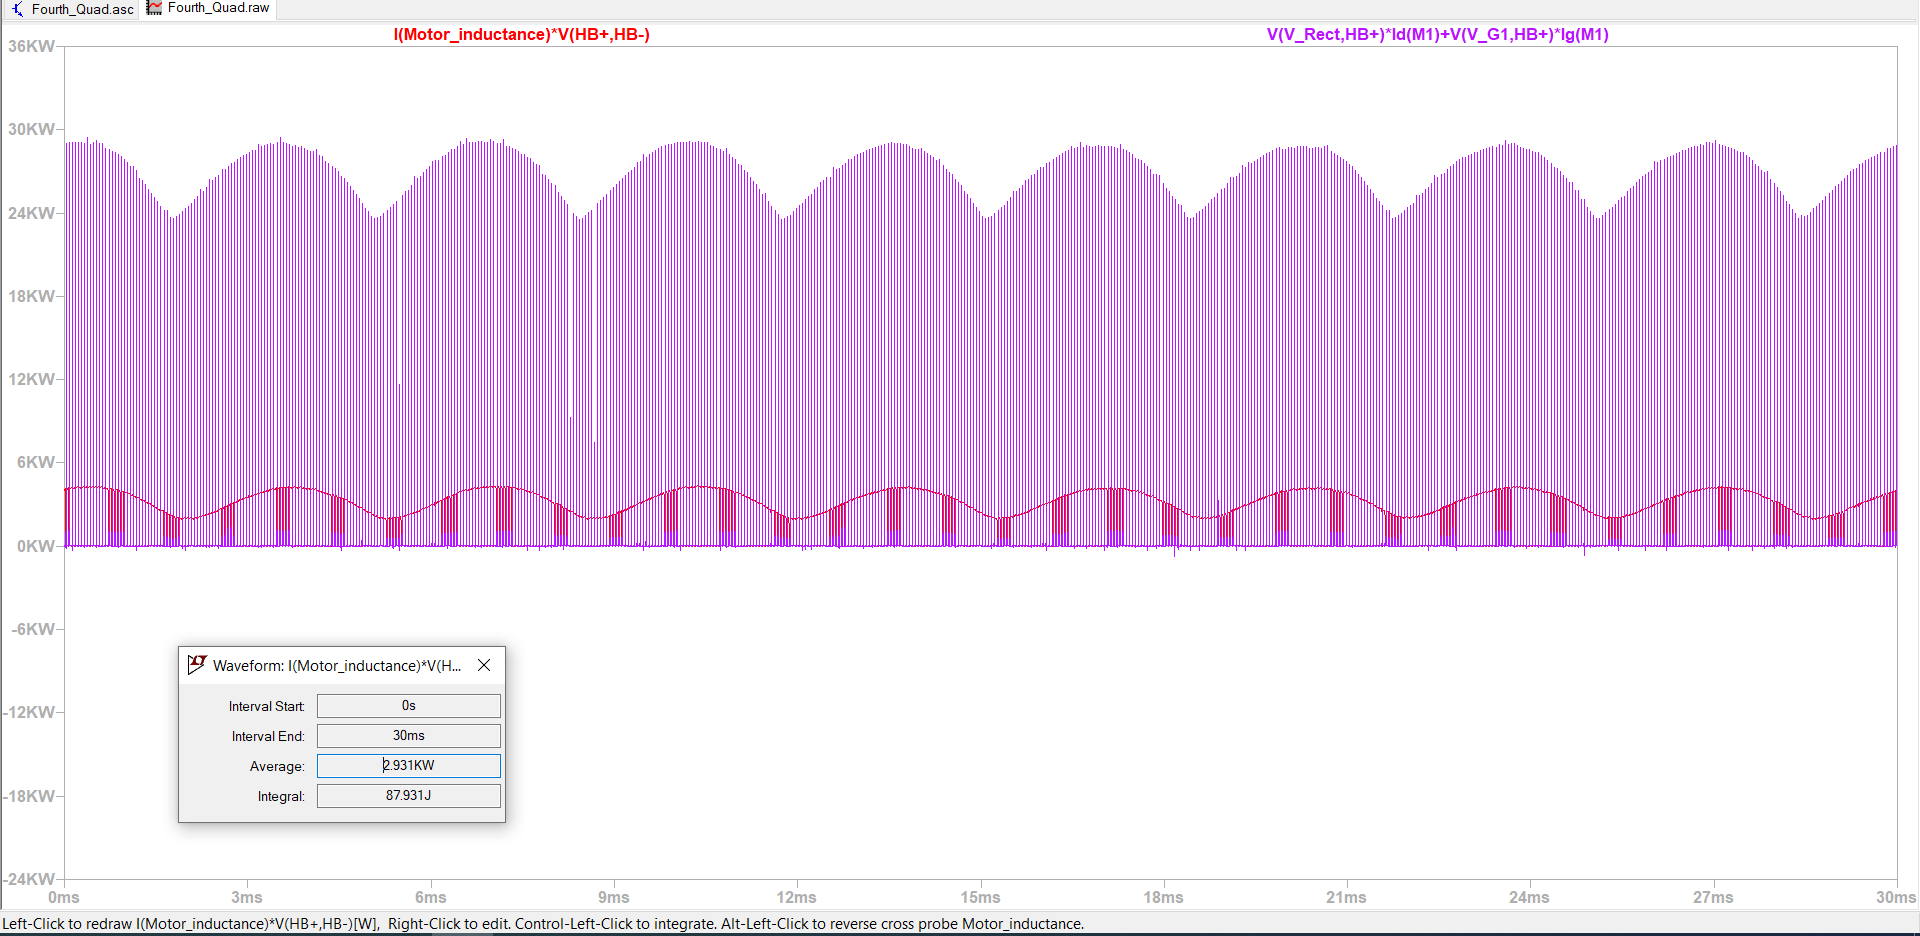 Fourth_Quad.asc Fourth_Quad.raw
I(Motor_inductance)*V(HB+,HB-) V(V_Rect,HB+)*Id(M1)+V(V_G1,HB+)*Ig(M1)
36KW
30KW
24KW
18KW
12KW
6KW
0KW
-6KW
-12KW
-18KW
-24KW
Waveform: I(Motor_inductance)*V(H...
Interval Start: 0s
Interval End: 30ms
Average: 2.931KW
Integral: 87.931J
0ms 3ms 6ms 9ms 12ms 15ms 18ms 21ms 24ms 27ms 30ms
Left-Click to redraw I(Motor_inductance)*V(HB+,HB-)[W], Right-Click to edit. Control-Left-Click to integrate. Alt-Left-Click to reverse cross probe Motor_inductance.